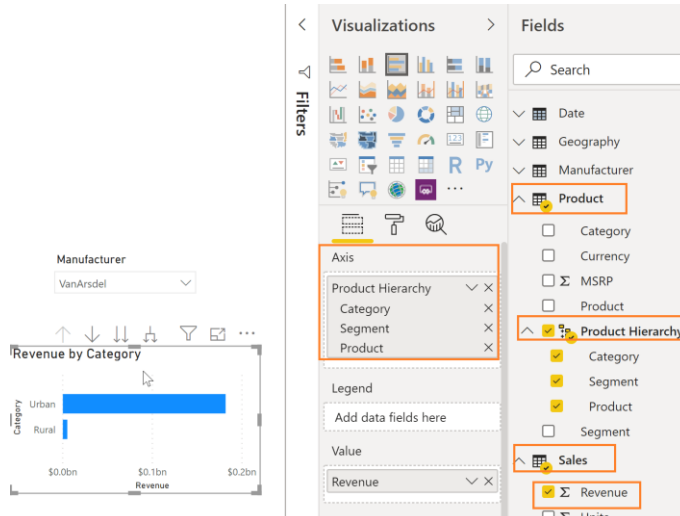 Manufacturer
VanArsdel
Revenue by Category
Category
Urban
Rural
$0.0bn $0.1bn $0.2bn
Revenue
Filters
Visualizations
123
R Py
Axis
Product Hierarchy
Category
Segment
Product
Legend
Add data fields here
Value
Revenue
Fields
Search
Date
Geography
Manufacturer
Product
Category
Currency
Σ MSRP
Product
Product Hierarchy
Category
Segment
Product
Segment
Sales
Σ Revenue
Σ Units